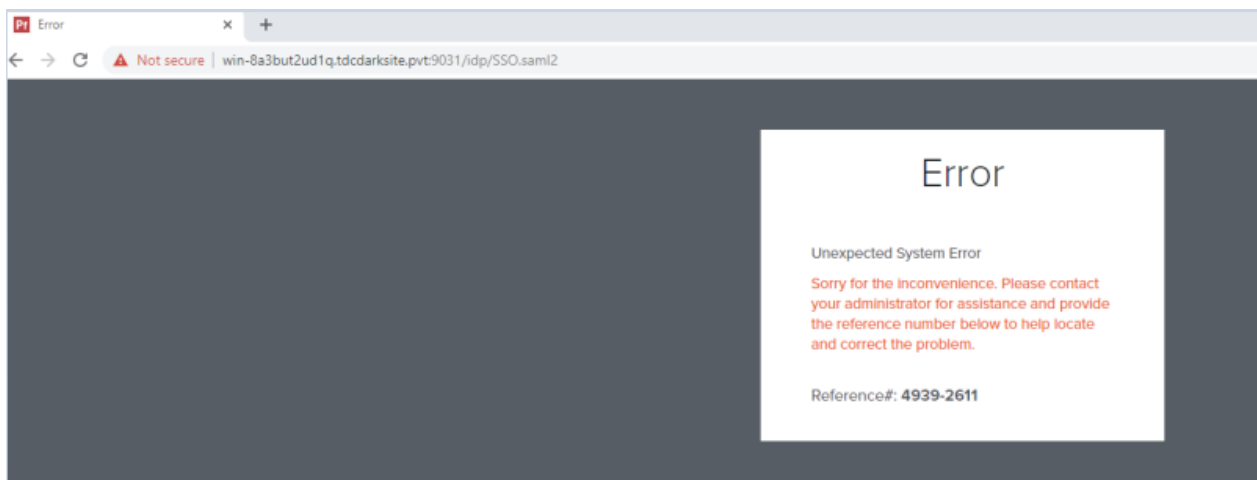 Error
Not secure | win-8a3but2ud1q.tdcdarksite.pvt:9031/idp/SSO.saml2
Error
Unexpected System Error
Sorry for the inconvenience. Please contact
your administrator for assistance and provide
the reference number below to help locate
and correct the problem.
Reference#: 4939-2611